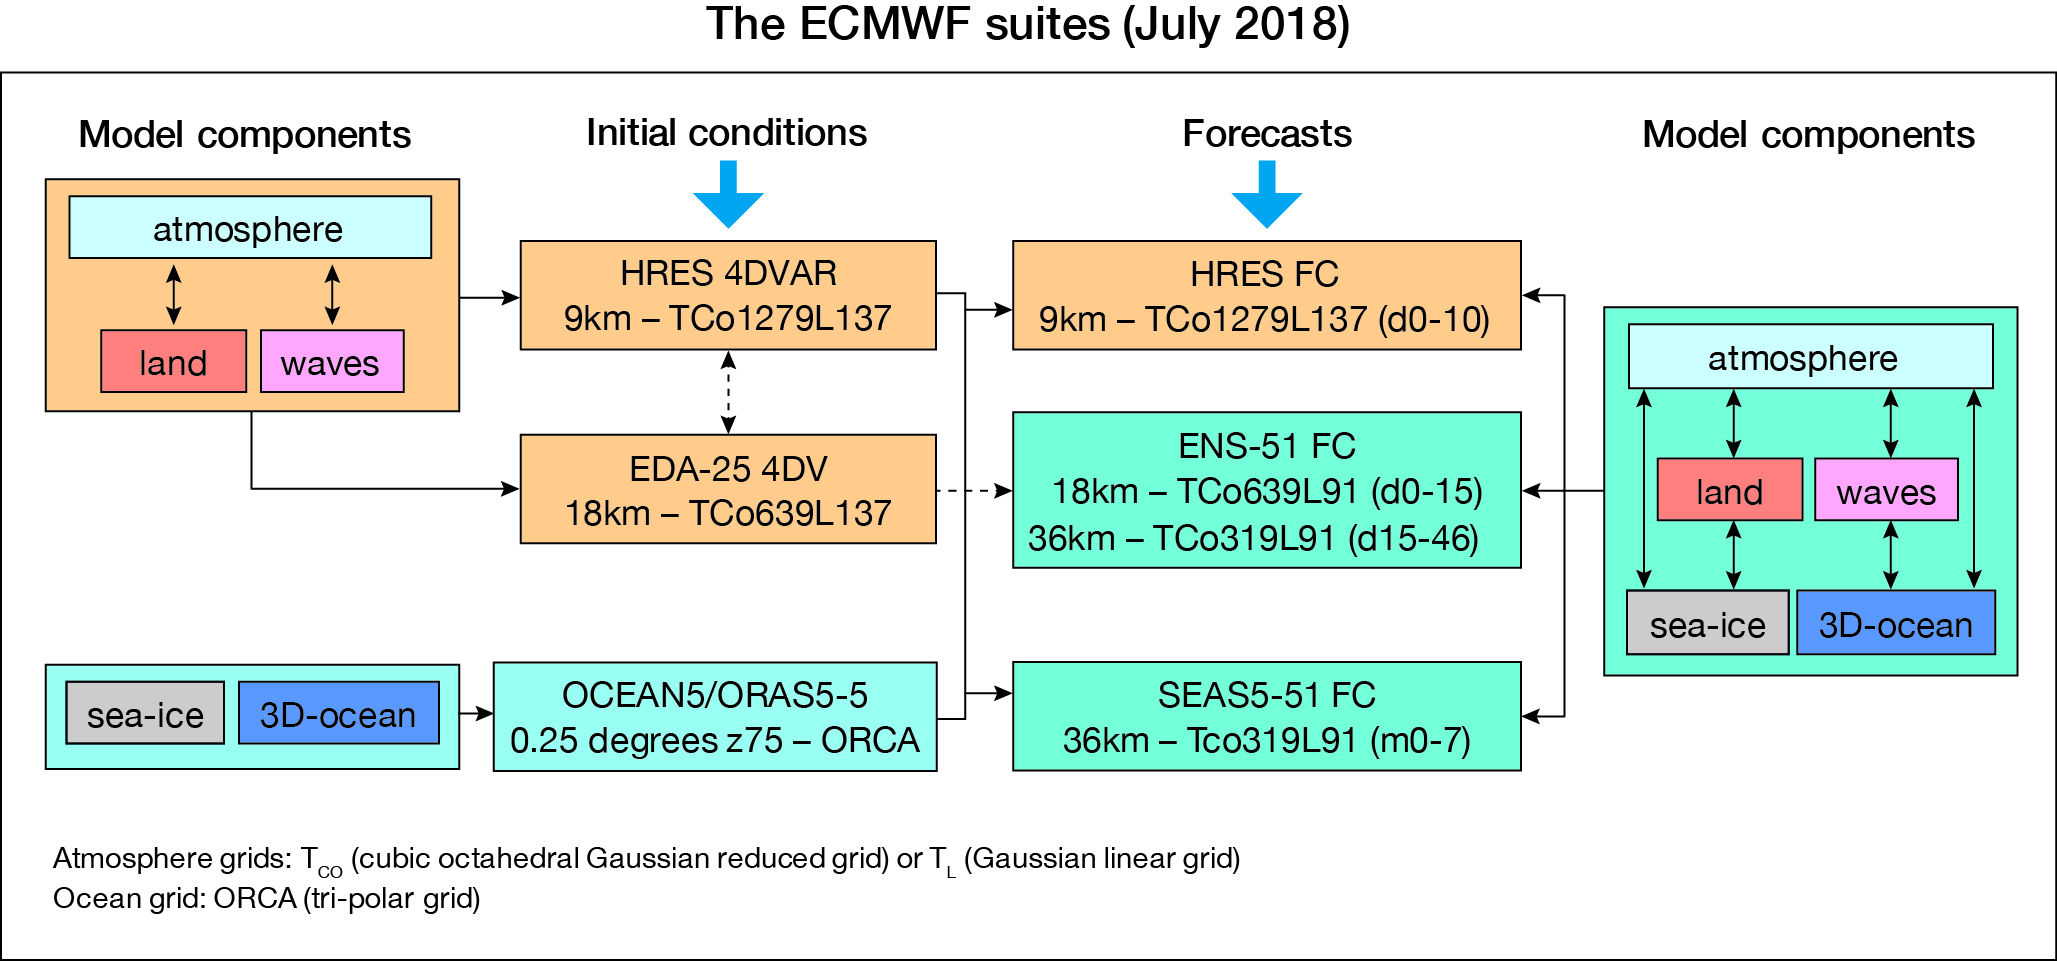 The ECMWF suites (July 2018)
Model components
Initial conditions
Forecasts
Model components
atmosphere
land
waves
HRES 4DVAR
9km – TCo1279L137
HRES FC
9km – TCo1279L137 (d0-10)
atmosphere
land
waves
sea-ice
3D-ocean
EDA-25 4DV
18km – TCo639L137
ENS-51 FC
18km – TCo639L91 (d0-15)
36km – TCo319L91 (d15-46)
sea-ice
3D-ocean
OCEAN5/ORAS5-5
0.25 degrees z75 – ORCA
SEAS5-51 FC
36km – Tco319L91 (m0-7)
Atmosphere grids: TCO (cubic octahedral Gaussian reduced grid) or TL (Gaussian linear grid)
Ocean grid: ORCA (tri-polar grid)